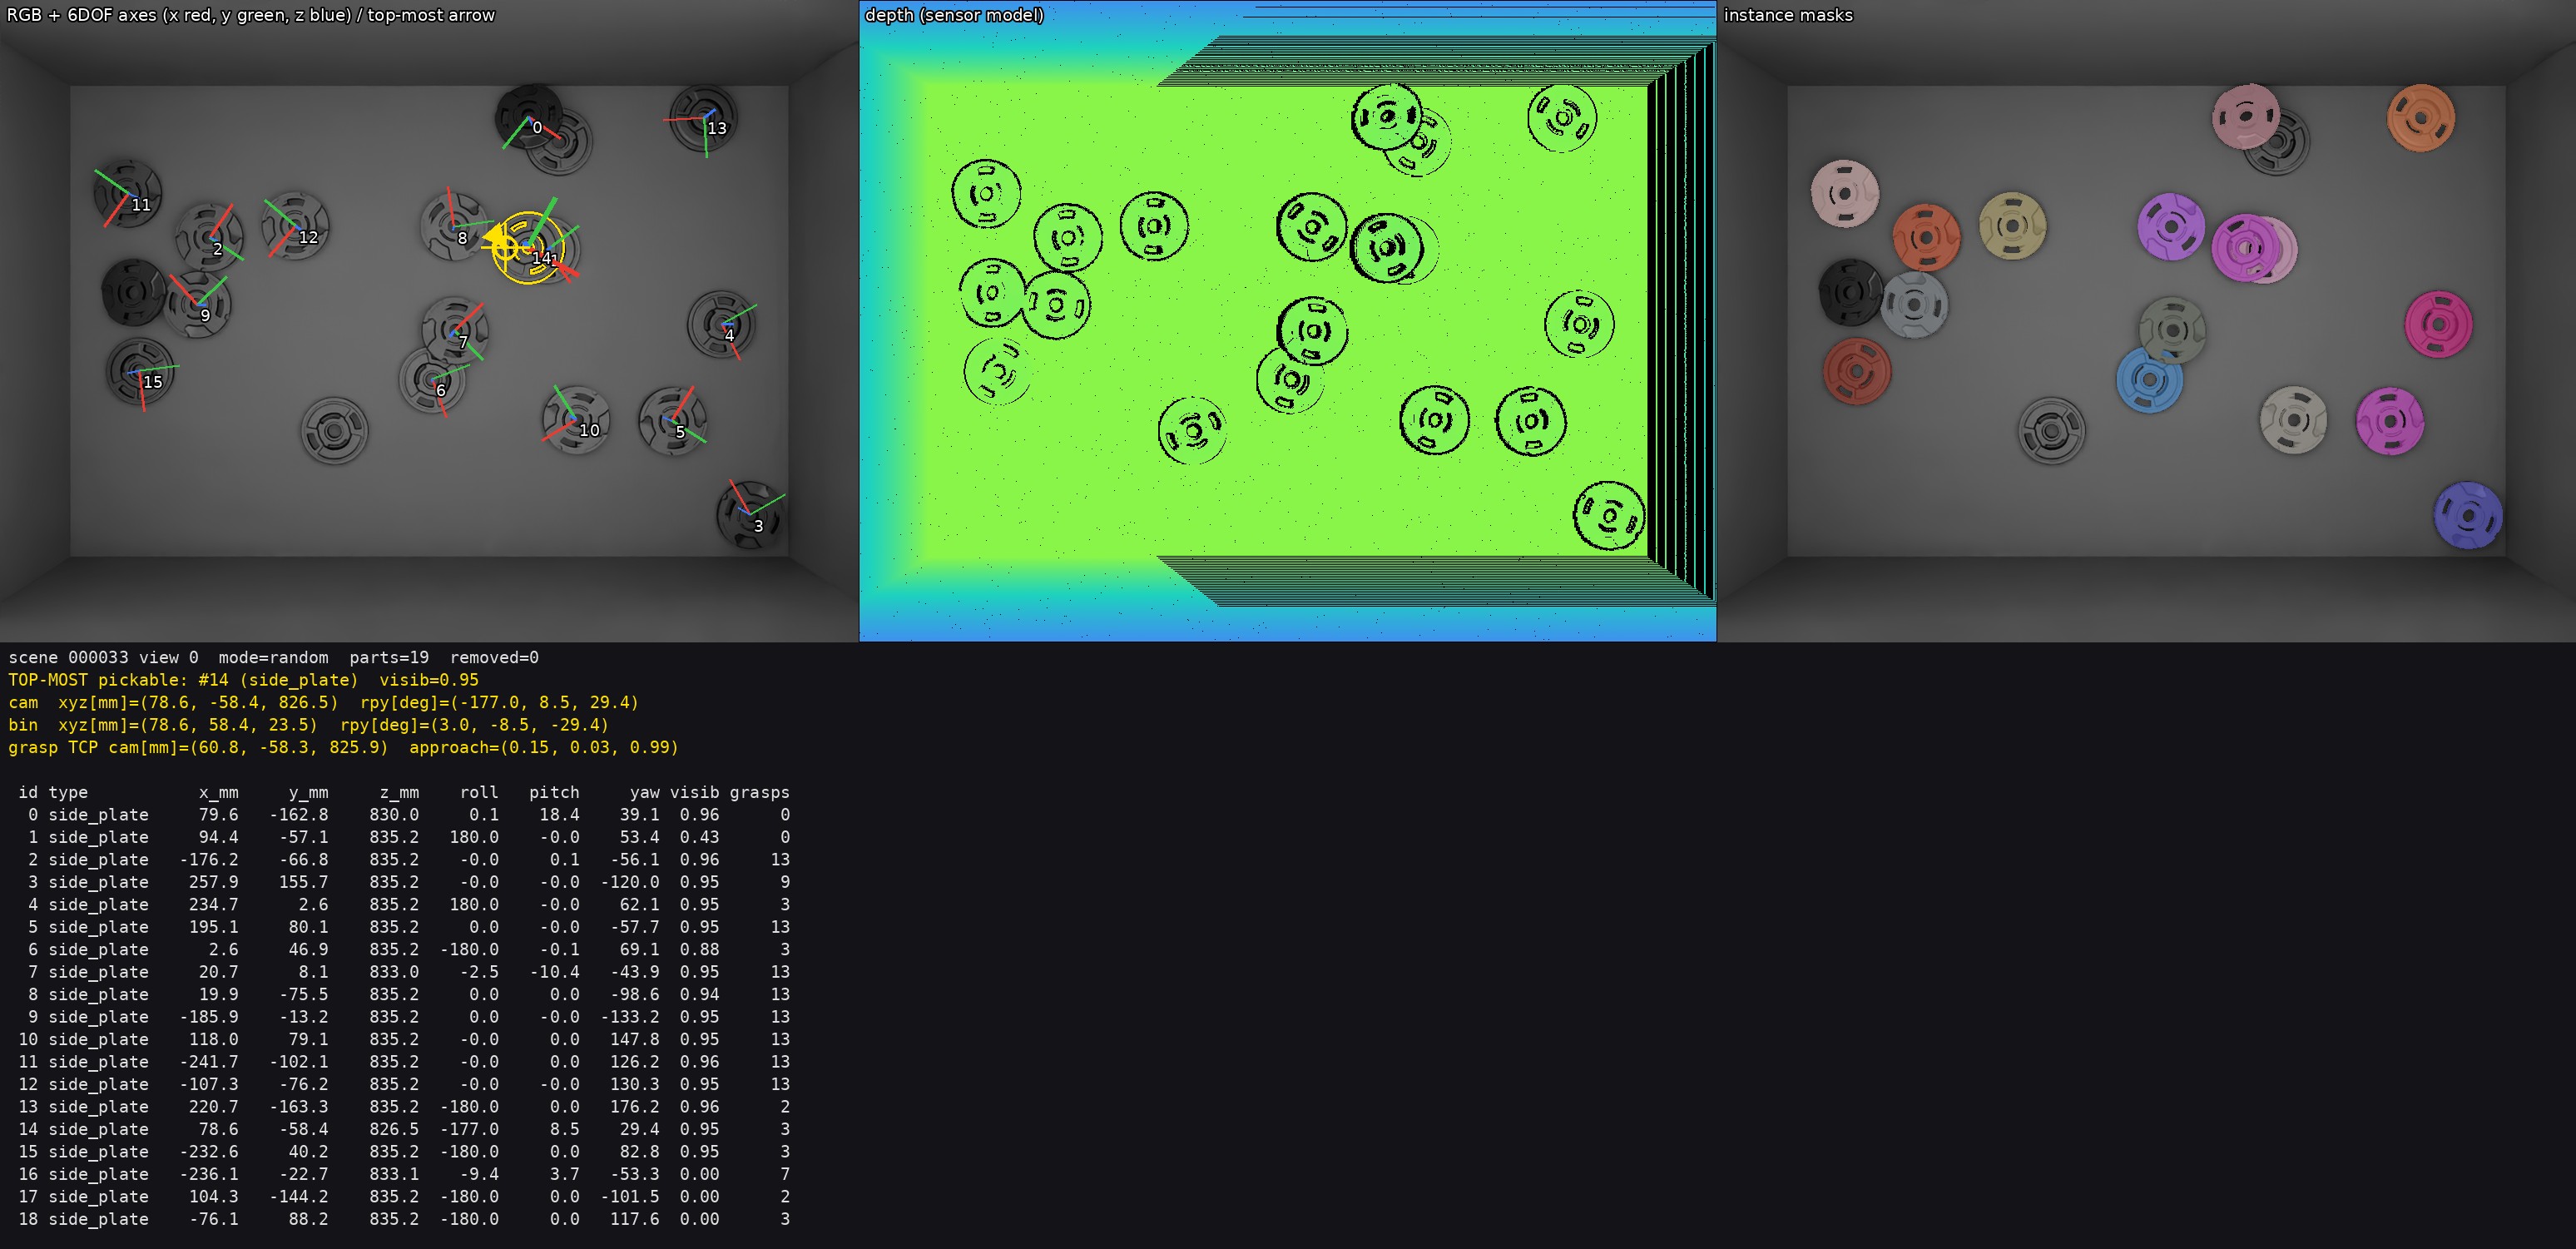 RGB + 6DOF axes (x red, y green, z blue) / top-most arrow
depth (sensor model)
instance masks
0
13
11
2
12
8
14
9
7
4
15
6
10
5
3
scene 000033 view 0  mode=random  parts=19  removed=0
TOP-MOST pickable: #14 (side_plate)  visib=0.95
cam  xyz[mm]=(78.6, -58.4, 826.5)  rpy[deg]=(-177.0, 8.5, 29.4)
bin  xyz[mm]=(78.6, 58.4, 23.5)  rpy[deg]=(3.0, -8.5, -29.4)
grasp TCP cam[mm]=(60.8, -58.3, 825.9)  approach=(0.15, 0.03, 0.99)
id type x_mm y_mm z_mm roll pitch yaw visib grasps
0 side_plate 79.6 -162.8 830.0 0.1 18.4 39.1 0.96 0
1 side_plate 94.4 -57.1 835.2 180.0 -0.0 53.4 0.43 0
2 side_plate -176.2 -66.8 835.2 -0.0 0.1 -56.1 0.96 13
3 side_plate 257.9 155.7 835.2 -0.0 -0.0 -120.0 0.95 9
4 side_plate 234.7 2.6 835.2 180.0 -0.0 62.1 0.95 3
5 side_plate 195.1 80.1 835.2 0.0 -0.0 -57.7 0.95 13
6 side_plate 2.6 46.9 835.2 -180.0 -0.1 69.1 0.88 3
7 side_plate 20.7 8.1 833.0 -2.5 -10.4 -43.9 0.95 13
8 side_plate 19.9 -75.5 835.2 0.0 0.0 -98.6 0.94 13
9 side_plate -185.9 -13.2 835.2 0.0 -0.0 -133.2 0.95 13
10 side_plate 118.0 79.1 835.2 -0.0 0.0 147.8 0.95 13
11 side_plate -241.7 -102.1 835.2 -0.0 0.0 126.2 0.96 13
12 side_plate -107.3 -76.2 835.2 -0.0 -0.0 130.3 0.95 13
13 side_plate 220.7 -163.3 835.2 -180.0 0.0 176.2 0.96 2
14 side_plate 78.6 -58.4 826.5 -177.0 8.5 29.4 0.95 3
15 side_plate -232.6 40.2 835.2 -180.0 0.0 82.8 0.95 3
16 side_plate -236.1 -22.7 833.1 -9.4 3.7 -53.3 0.00 7
17 side_plate 104.3 -144.2 835.2 -180.0 0.0 -101.5 0.00 2
18 side_plate -76.1 88.2 835.2 -180.0 0.0 117.6 0.00 3